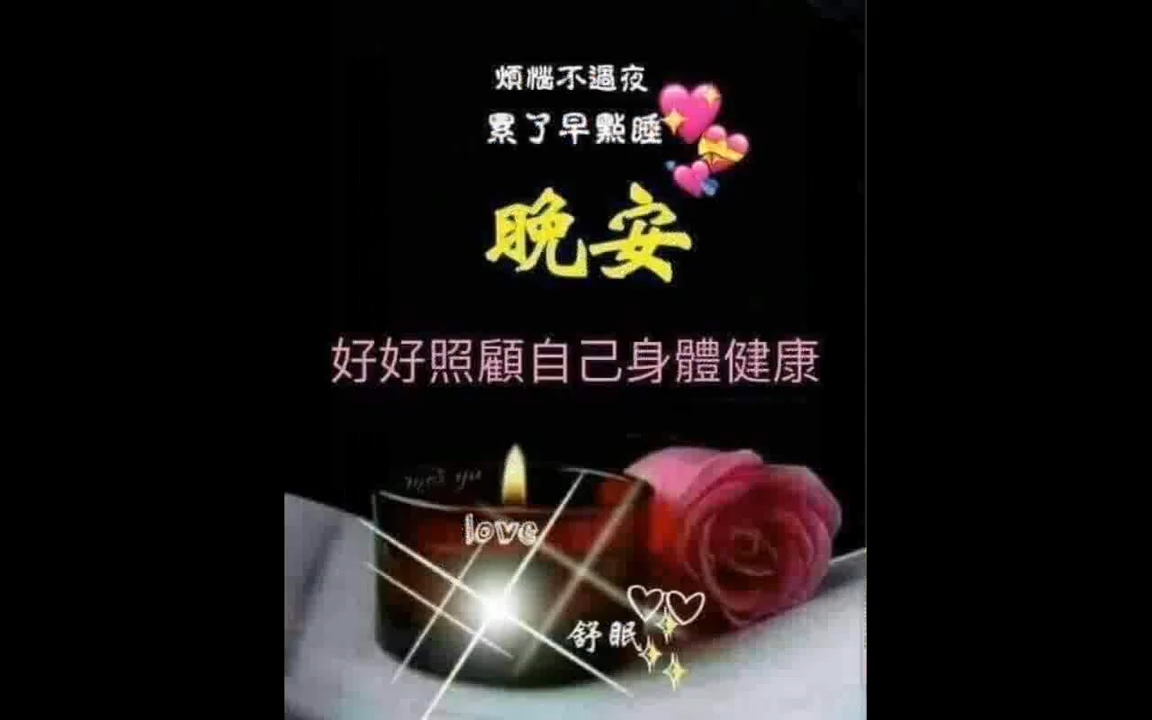 煩惱不過夜
累了早點睡
晚安
好好照顧自己身體健康
love
舒眠